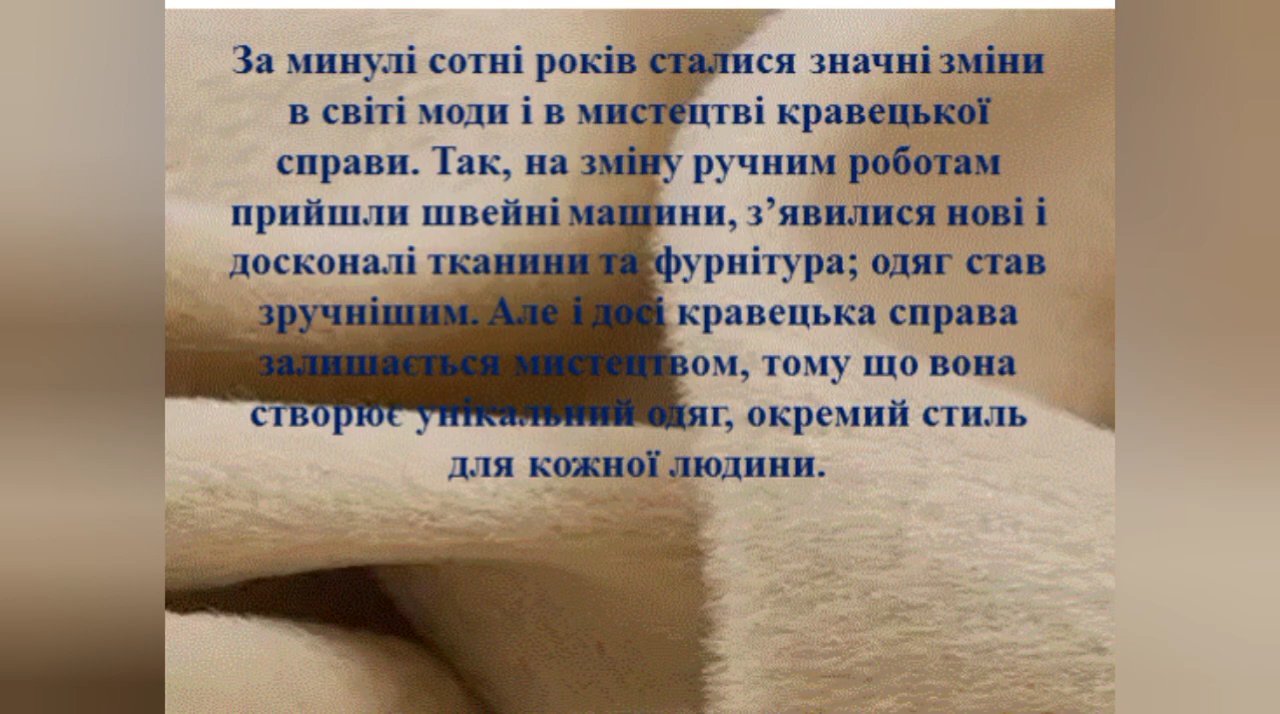 За минулі сотні років сталися значні зміни
в світі моди і в мистецтві кравецької
справи. Так, на зміну ручним роботам
прийшли швейні машини, з’явилися нові і
досконалі тканини та фурнітура; одяг став
зручнішим. Але і досі кравецька справа
залишається мистецтвом, тому що вона
створює унікальний одяг, окремий стиль
для кожної людини.